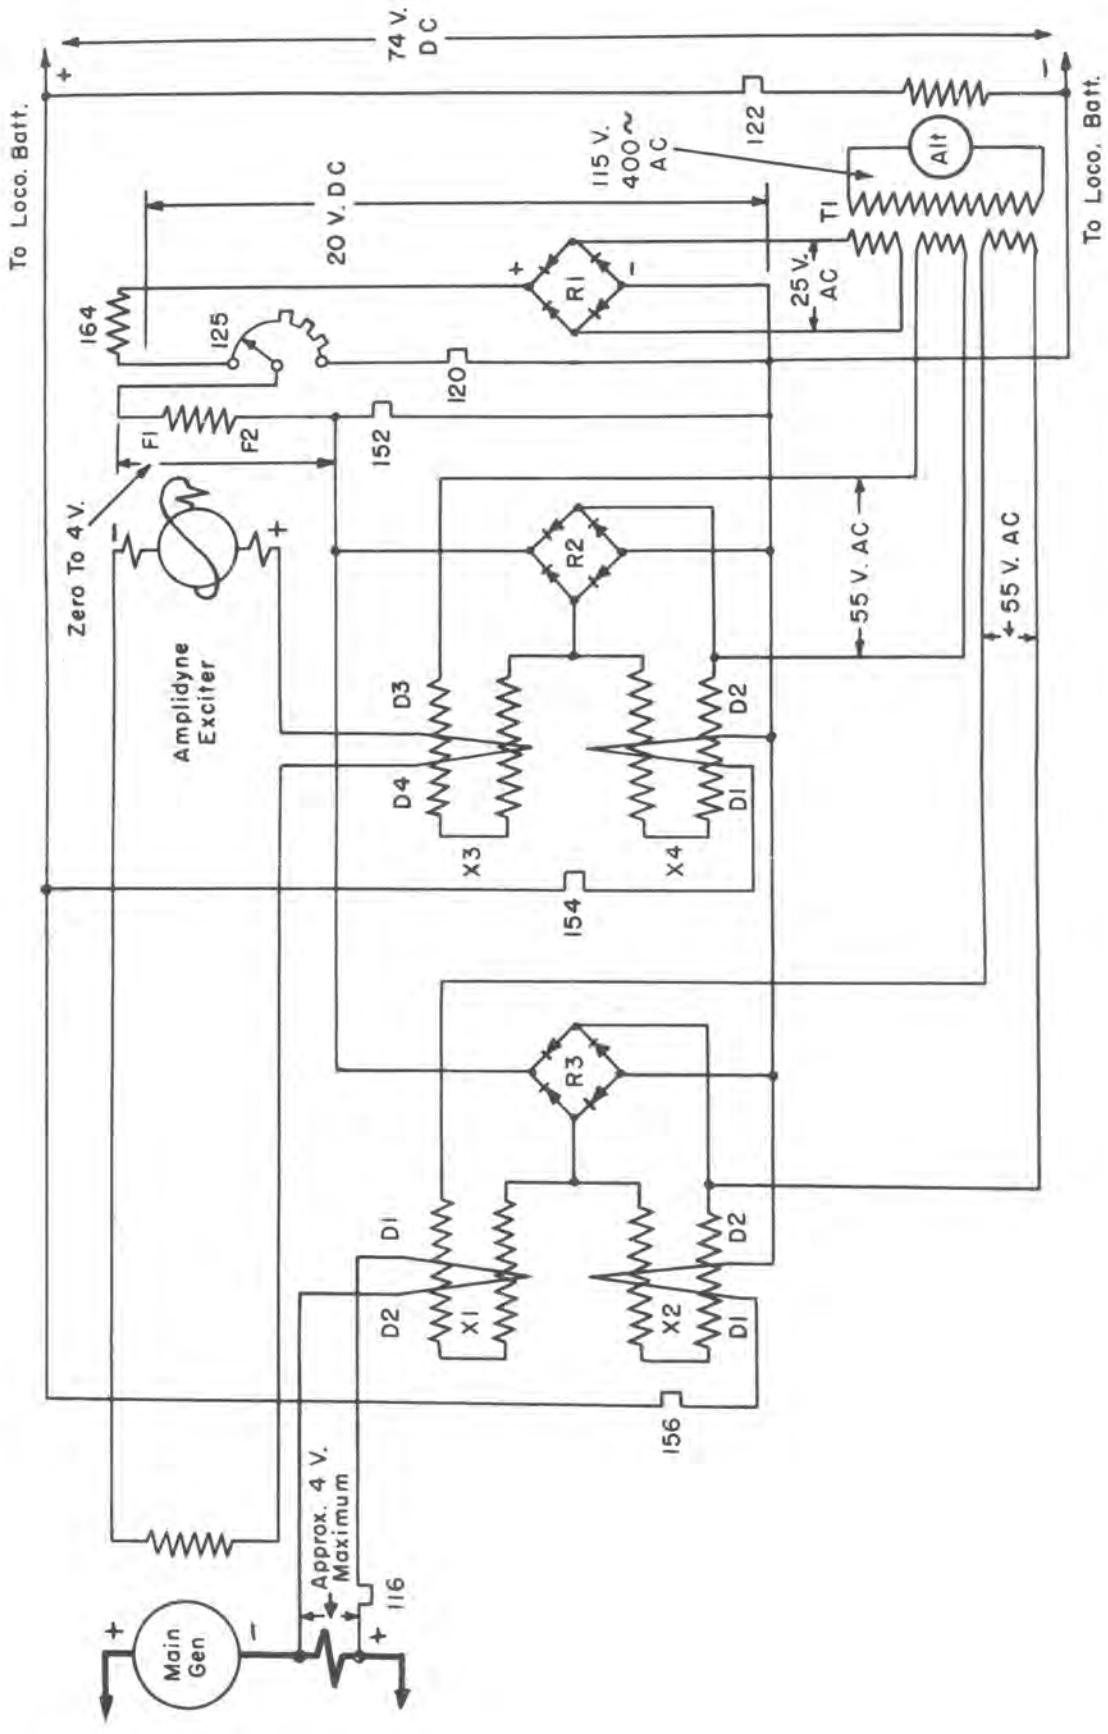 To Loco. Batt.
+
74 V.
DC
-
To Loco. Batt.
122
115 V.
400~
AC
Alt
T1
20 V. DC
164
125
120
+
R1
-
25 V.
AC
F1
F2
152
Zero To 4 V.
-
+
Amplidyne
Exciter
R2
55 V. AC
55 V. AC
D3
D4
X3
D2
D1
X4
154
R3
D1
D2
X1
D2
D1
X2
156
Approx. 4 V.
Maximum
116
+
Main
Gen
-
+